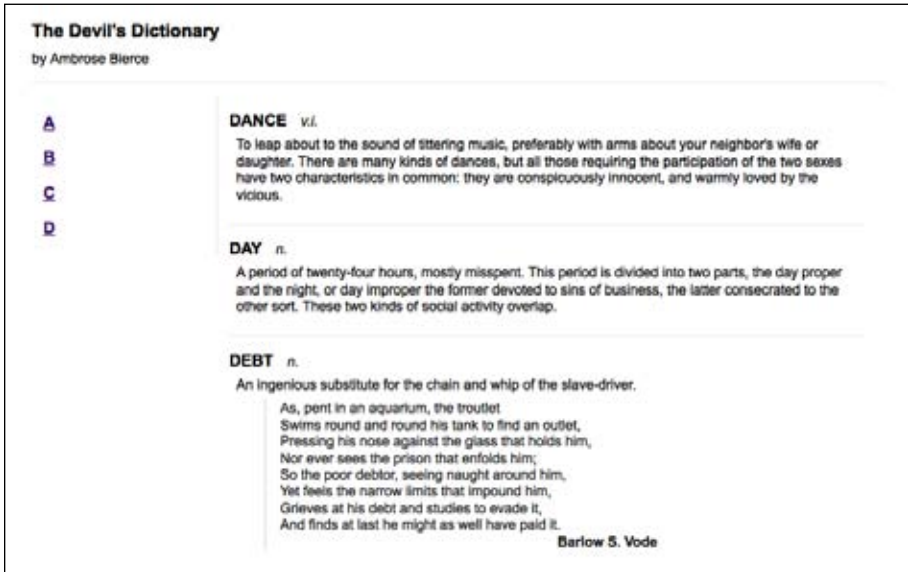 The Devil's Dictionary
by Ambrose Bierce
A
B
C
D
DANCE v.i.
To leap about to the sound of tittering music, preferably with arms about your neighbor's wife or
daughter. There are many kinds of dances, but all those requiring the participation of the two sexes
have two characteristics in common: they are conspicuously innocent, and warmly loved by the
vicious.
DAY n.
A period of twenty-four hours, mostly misspent. This period is divided into two parts, the day proper
and the night, or day improper the former devoted to sins of business, the latter consecrated to the
other sort. These two kinds of social activity overlap.
DEBT n.
An ingenious substitute for the chain and whip of the slave-driver.
As, pent in an aquarium, the troutlet
Swims round and round his tank to find an outlet,
Pressing his nose against the glass that holds him,
Nor ever sees the prison that enfolds him;
So the poor debtor, seeing naught around him,
Yet feels the narrow limits that impound him,
Grieves at his debt and studies to evade it,
And finds at last he might as well have paid it.
Barlow S. Vode